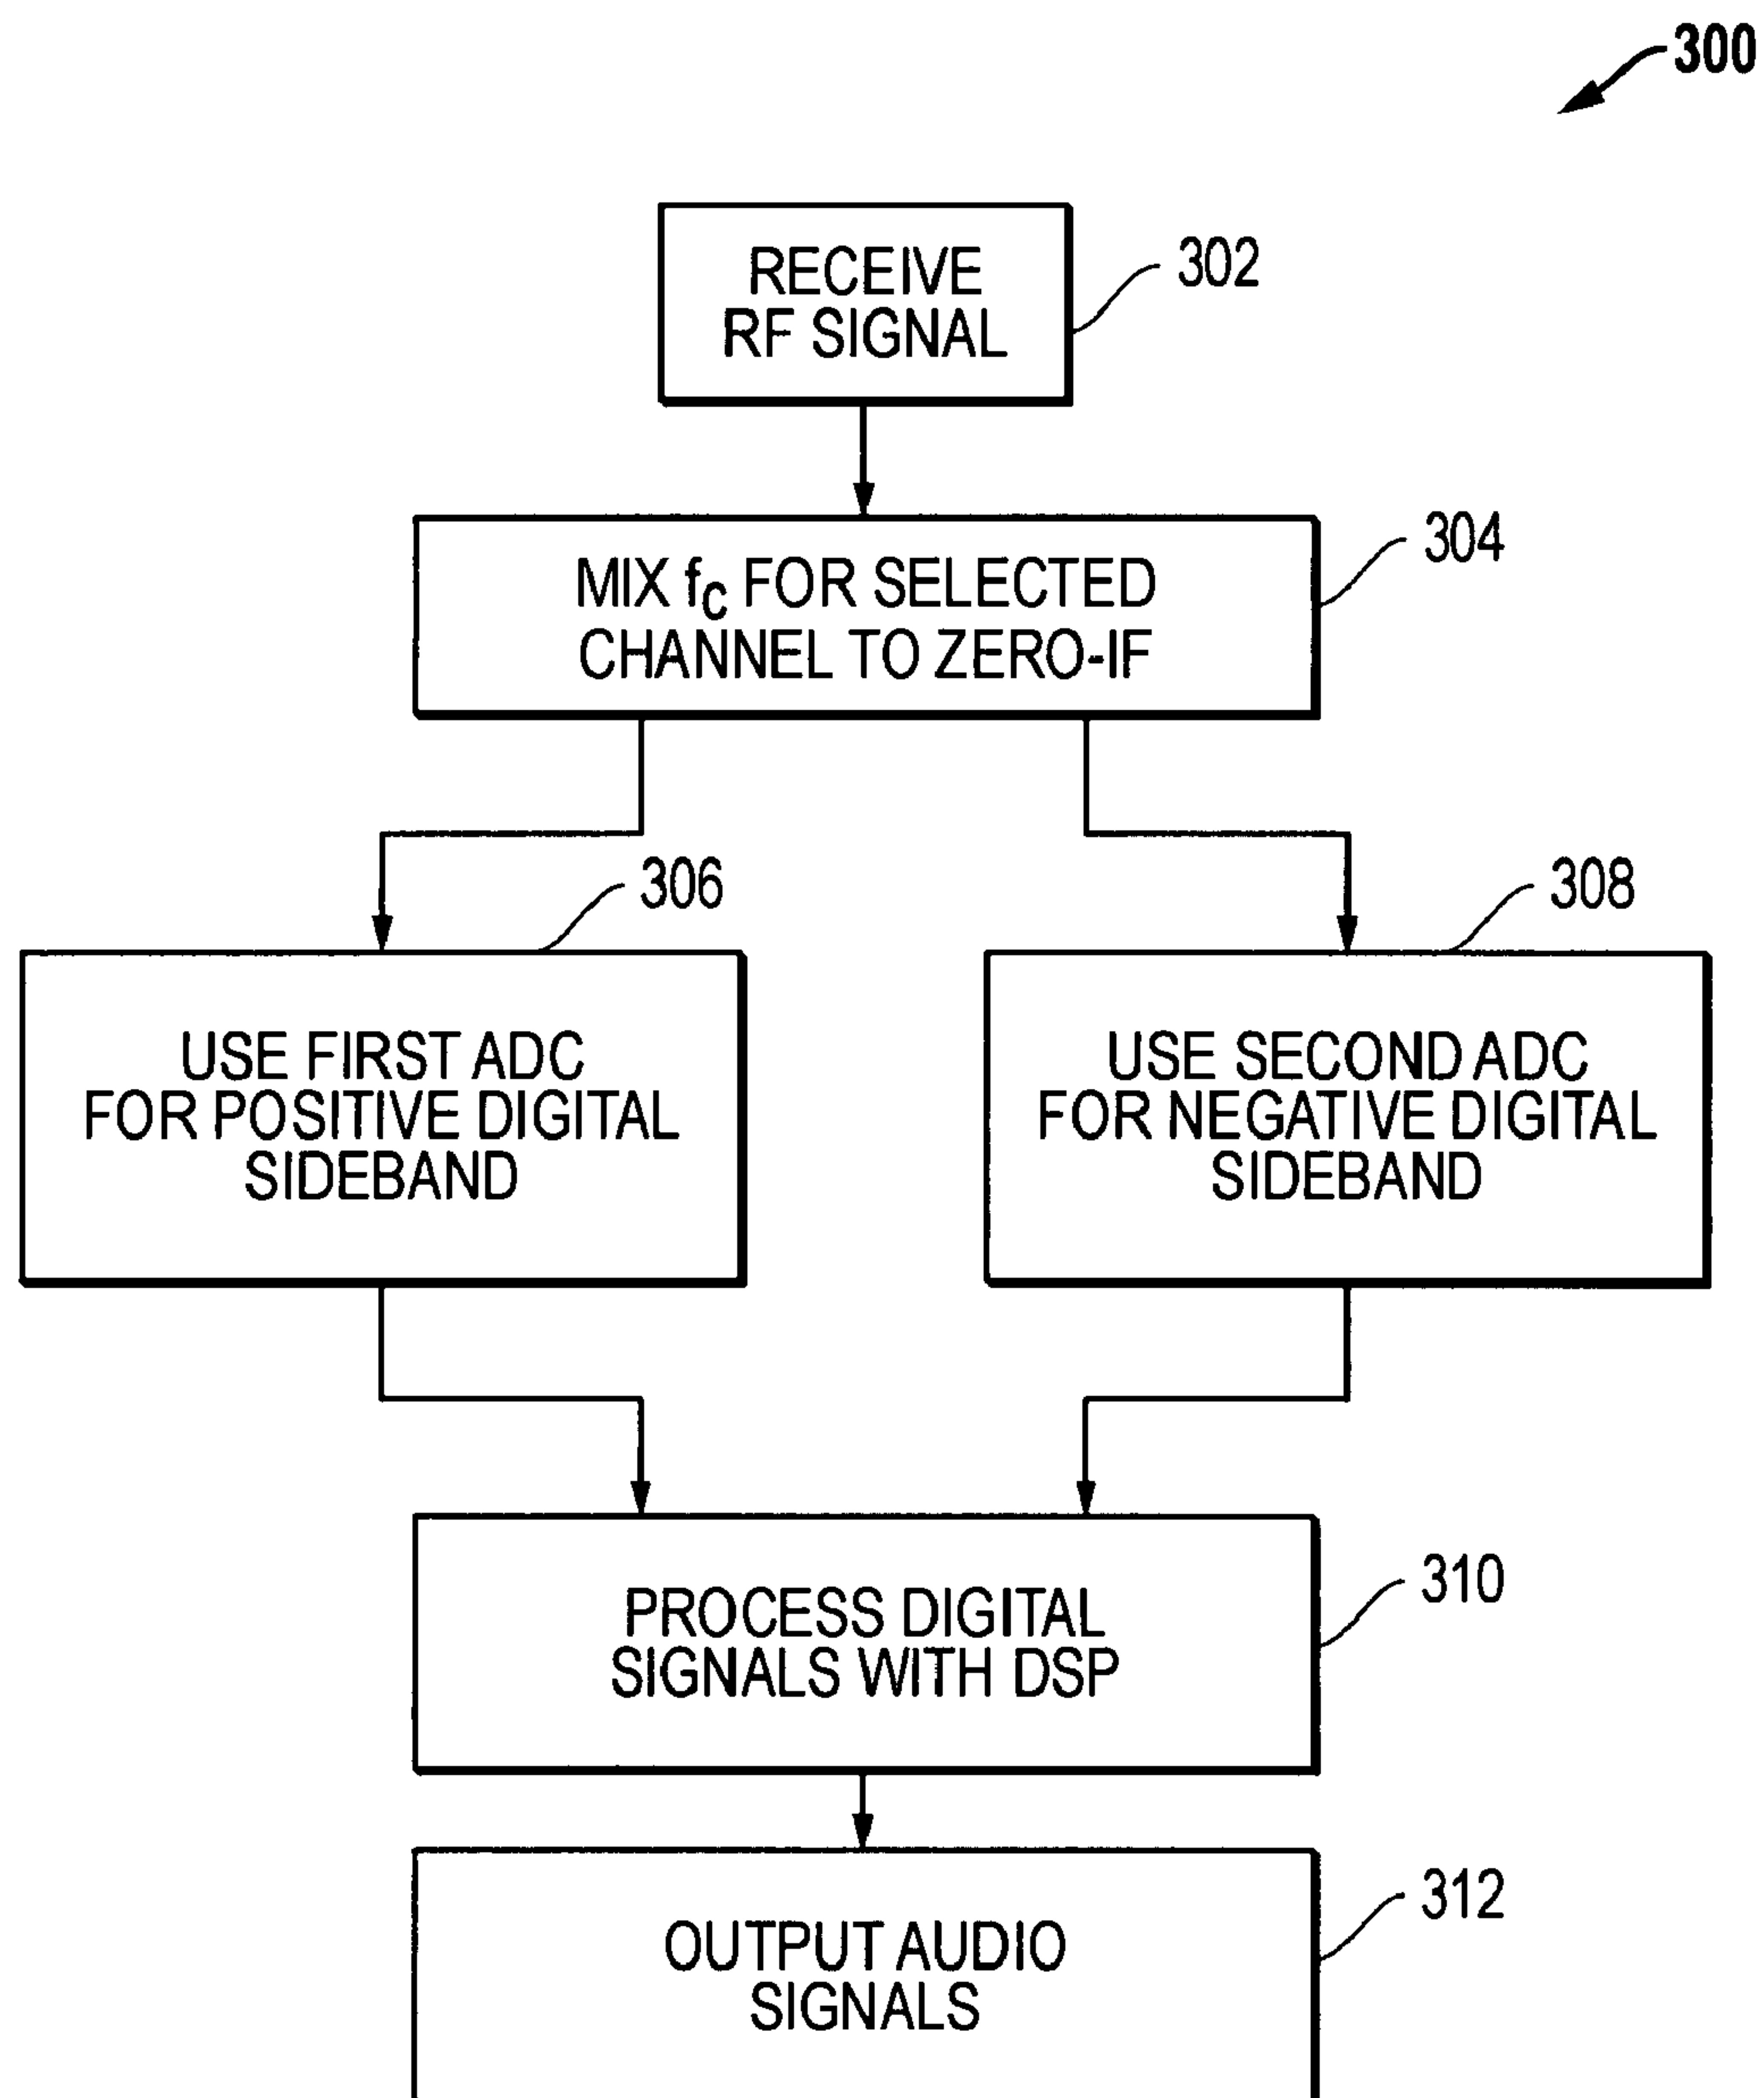 300
RECEIVE
RF SIGNAL
302
MIX fc FOR SELECTED
CHANNEL TO ZERO-IF
304
306
308
USE FIRST ADC
FOR POSITIVE DIGITAL
SIDEBAND
USE SECOND ADC
FOR NEGATIVE DIGITAL
SIDEBAND
PROCESS DIGITAL
SIGNALS WITH DSP
310
OUTPUT AUDIO
SIGNALS
312